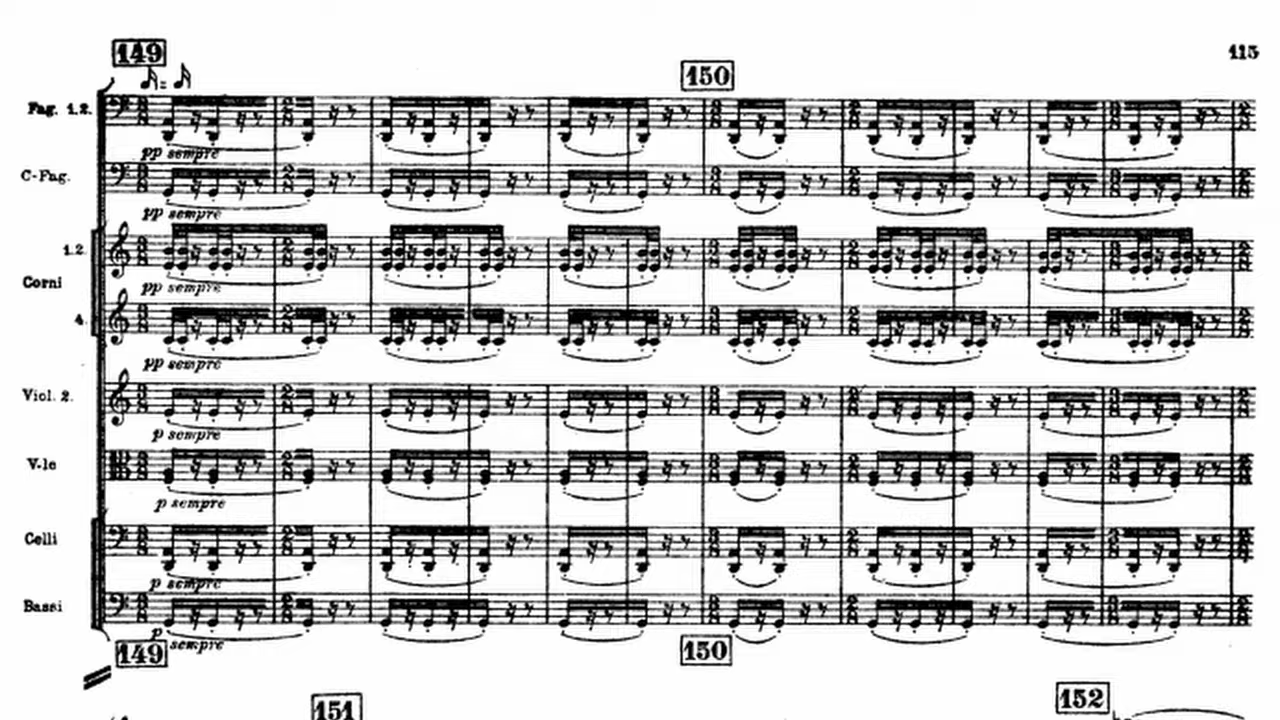 149
150
115
Fag. 1.2.
pp sempre
C-Fag.
pp sempre
1.2.
Corni
pp sempre
4.
pp sempre
Viol. 2.
p sempre
V-le
p sempre
Celli
p sempre
Bassi
p sempre
149
150
151
152